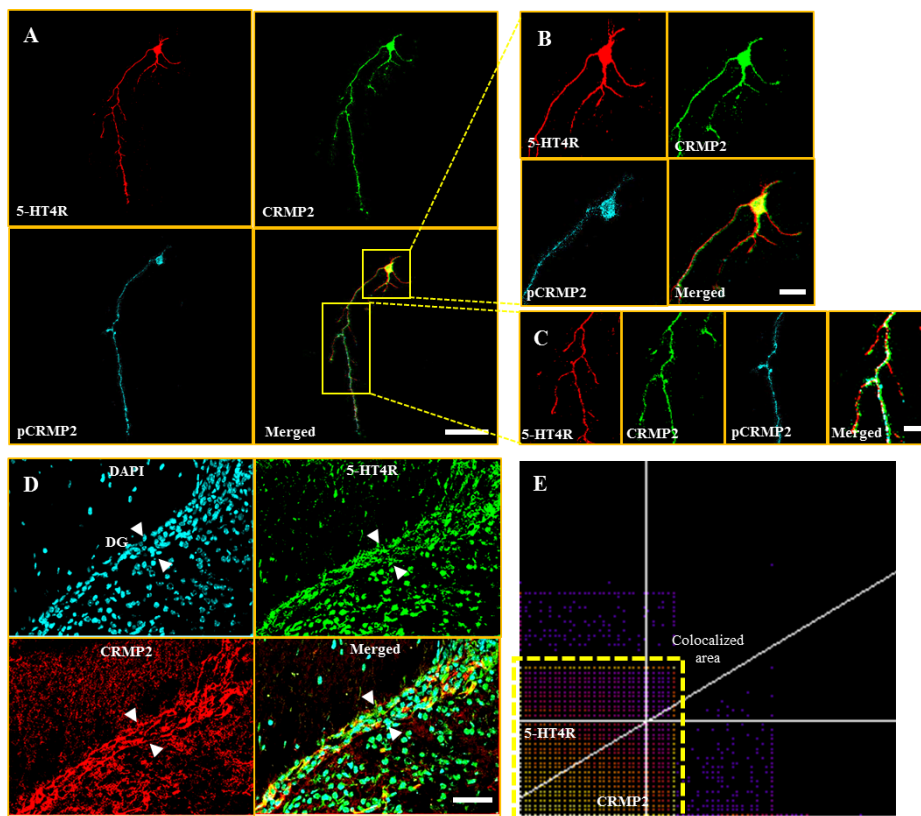 A
5-HT4R
CRMP2
pCRMP2
Merged
B
5-HT4R
CRMP2
pCRMP2
Merged
C
5-HT4R
CRMP2
pCRMP2
Merged
D
DAPI
DG
5-HT4R
CRMP2
Merged
E
Colocalized
area
5-HT4R
CRMP2